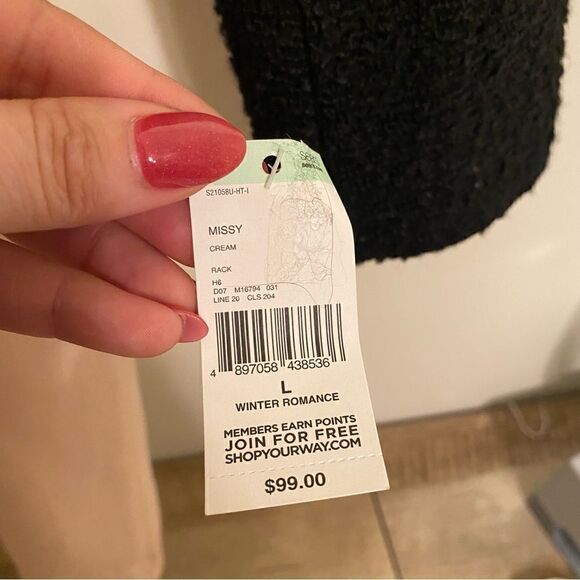 S21058U-HT-I
MISSY
CREAM
RACK
H6
D07 M16794 031
LINE 20 CLS 204
4 897058 438536
L
WINTER ROMANCE
MEMBERS EARN POINTS
JOIN FOR FREE
SHOPYOURWAY.COM
$99.00